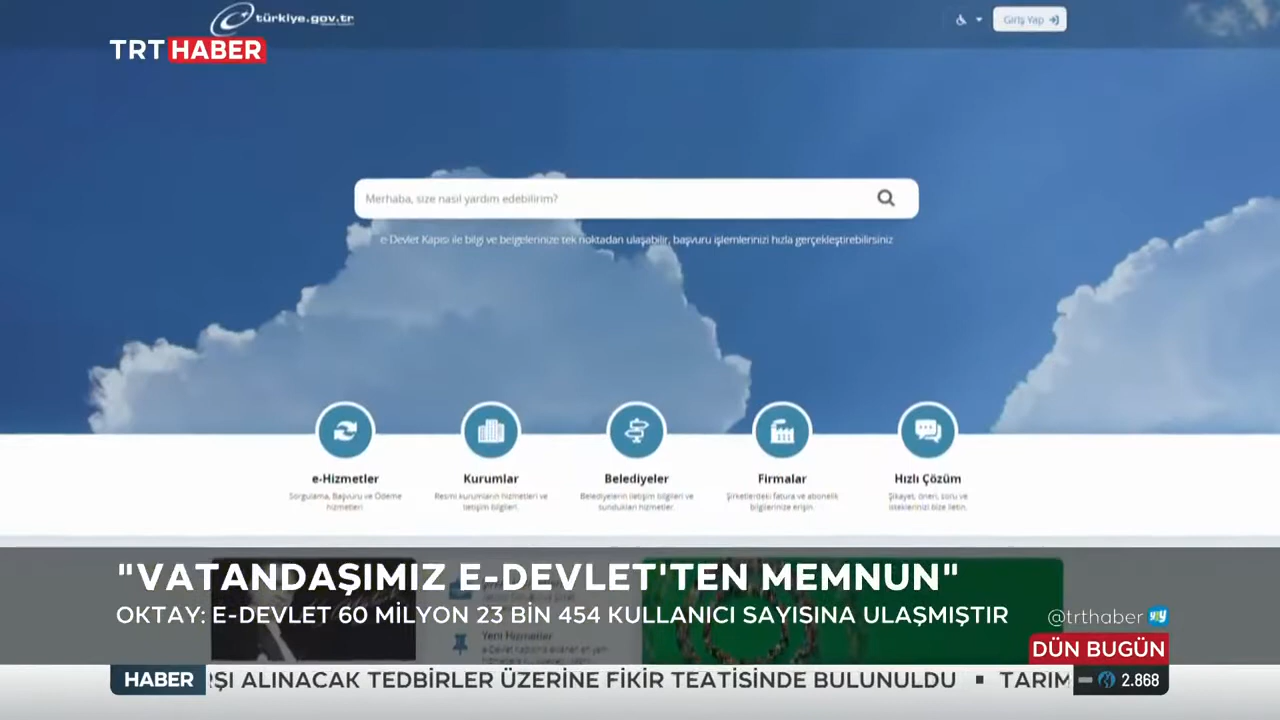 türkiye.gov.tr
Giriş Yap
TRT HABER
Merhaba, size nasıl yardım edebilirim?
e-Devlet Kapısı ile bilgi ve belgelerinize tek noktadan ulaşabilir, başvuru işlemlerinizi hızla gerçekleştirebilirsiniz
e-Hizmetler
Sorgulama, Başvuru ve Ödeme
hizmetleri
Kurumlar
Resmi kurumların hizmetleri ve
iletişim bilgileri.
Belediyeler
Belediyelerin iletişim bilgileri ve
sundukları hizmetler.
Firmalar
Şirketlerdeki fatura ve abonelik
bilgilerinize erişin.
Hızlı Çözüm
Şikayet, öneri, soru ve
isteklerinizi bize iletin.
"VATANDAŞIMIZ E-DEVLET'TEN MEMNUN"
OKTAY: E-DEVLET 60 MİLYON 23 BİN 454 KULLANICI SAYISINA ULAŞMIŞTIR
@trthaber
Yeni Hizmetler
DÜN BUGÜN
HABER
RŞI ALINACAK TEDBİRLER ÜZERİNE FİKİR TEATİSİNDE BULUNULDU ▪ TARIM
2.868